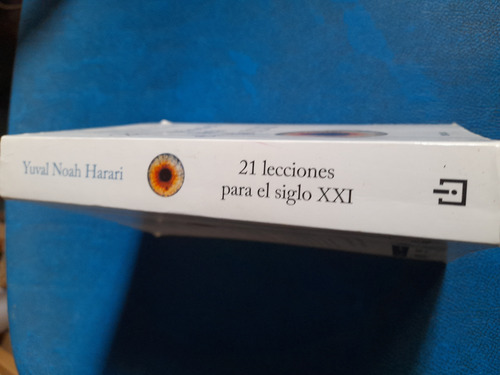 Yuval Noah Harari
21 lecciones
para el siglo XXI